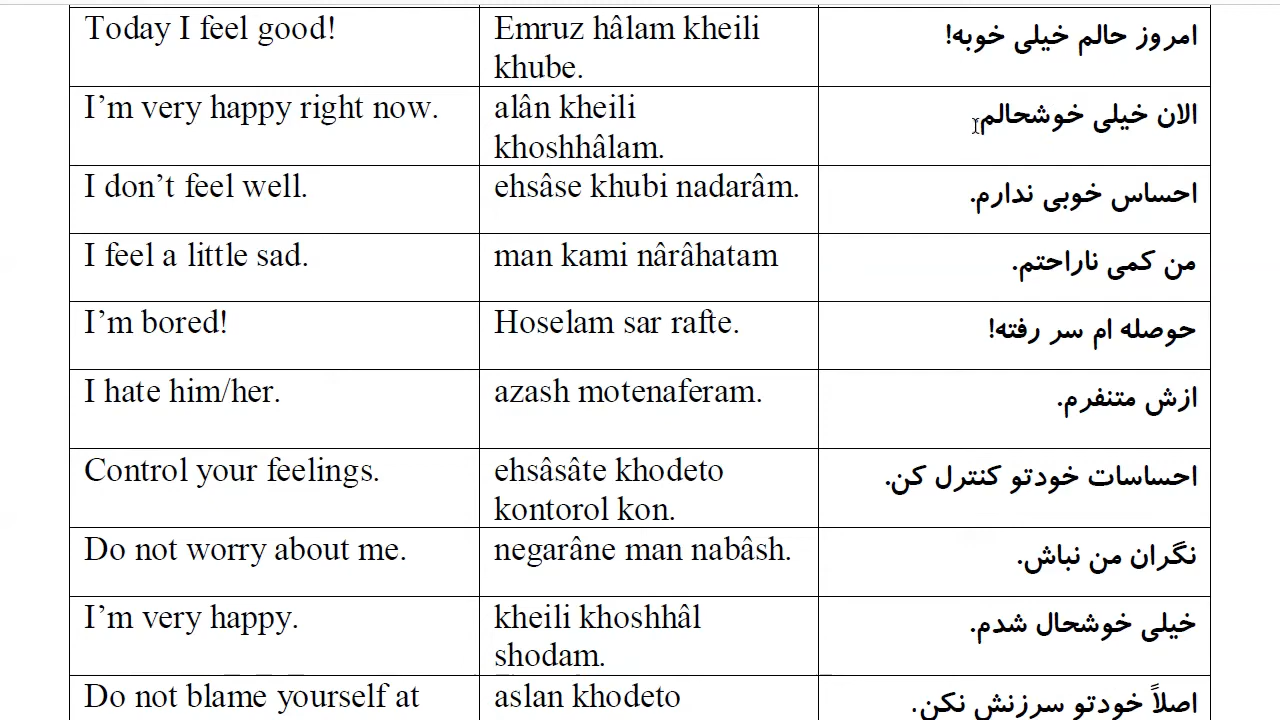 Today I feel good!
Emruz hâlam kheili
khube.
امروز حالم خیلی خوبه!
I’m very happy right now.
alân kheili
khoshhâlam.
الان خیلی خوشحالم
I don’t feel well.
ehsâse khubi nadarâm.
احساس خوبی ندارم.
I feel a little sad.
man kami nârâhatam
من کمی ناراحتم.
I’m bored!
Hoselam sar rafte.
حوصله ام سر رفته!
I hate him/her.
azash motenaferam.
ازش متنفرم.
Control your feelings.
ehsâsâte khodeto
kontorol kon.
احساسات خودتو کنترل کن.
Do not worry about me.
negarâne man nabâsh.
نگران من نباش.
I’m very happy.
kheili khoshhâl
shodam.
خیلی خوشحال شدم.
Do not blame yourself at
aslan khodeto
اصلاً خودتو سرزنش نکن.